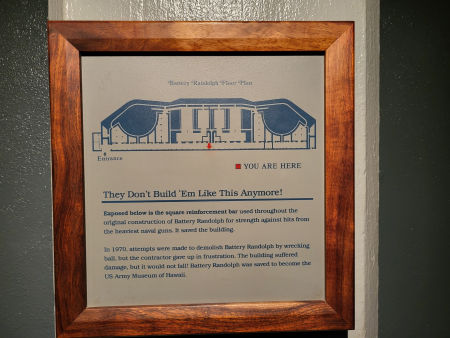 Battery Randolph Floor Plan
Entrance
YOU ARE HERE
They Don't Build 'Em Like This Anymore!
Exposed below is the square reinforcement bar used throughout the
original construction of Battery Randolph for strength against hits from
the heaviest naval guns. It saved the building.
In 1970, attempts were made to demolish Battery Randolph by wrecking
ball, but the contractor gave up in frustration. The building suffered
damage, but it would not fall! Battery Randolph was saved to become the
US Army Museum of Hawaii.